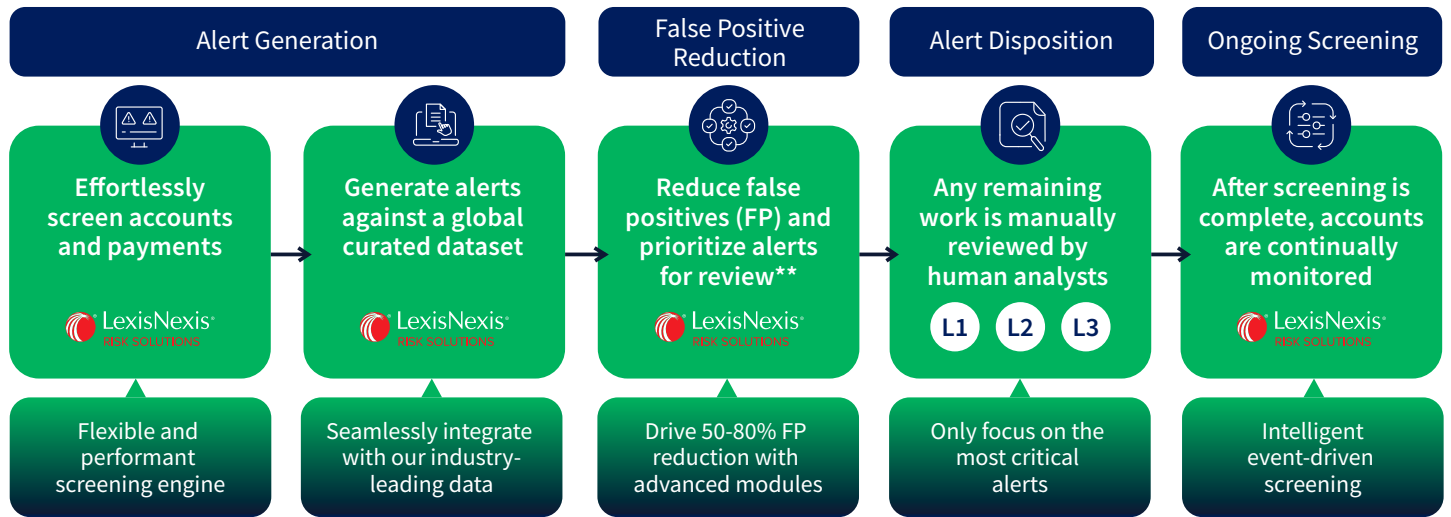 Alert Generation
False Positive
Reduction
Alert Disposition
Ongoing Screening
Effortlessly
screen accounts
and payments
LexisNexis®
RISK SOLUTIONS
Generate alerts
against a global
curated dataset
LexisNexis®
RISK SOLUTIONS
Reduce false
positives (FP) and
prioritize alerts
for review**
LexisNexis®
RISK SOLUTIONS
Any remaining
work is manually
reviewed by
human analysts
L1 L2 L3
After screening is
complete, accounts
are continually
monitored
LexisNexis®
RISK SOLUTIONS
Flexible and
performant
screening engine
Seamlessly integrate
with our industry-
leading data
Drive 50-80% FP
reduction with
advanced modules
Only focus on the
most critical
alerts
Intelligent
event-driven
screening